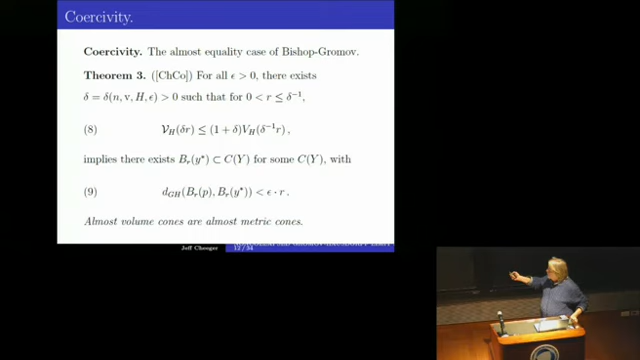 Coercivity.
Coercivity. The almost equality case of Bishop-Gromov.
Theorem 3. ([ChCo]) For all ϵ > 0, there exists
δ = δ(n, v, H, ϵ) > 0 such that for 0 < r ≤ δ⁻¹,
(8) 𝒱_H(δr) ≤ (1 + δ)V_H(δ⁻¹r) ,
implies there exists B_r(y*) ⊂ C(Y) for some C(Y), with
(9) d_GH(B_r(p), B_r(y*)) < ϵ · r .
Almost volume cones are almost metric cones.
Jeff Cheeger
12 / 34